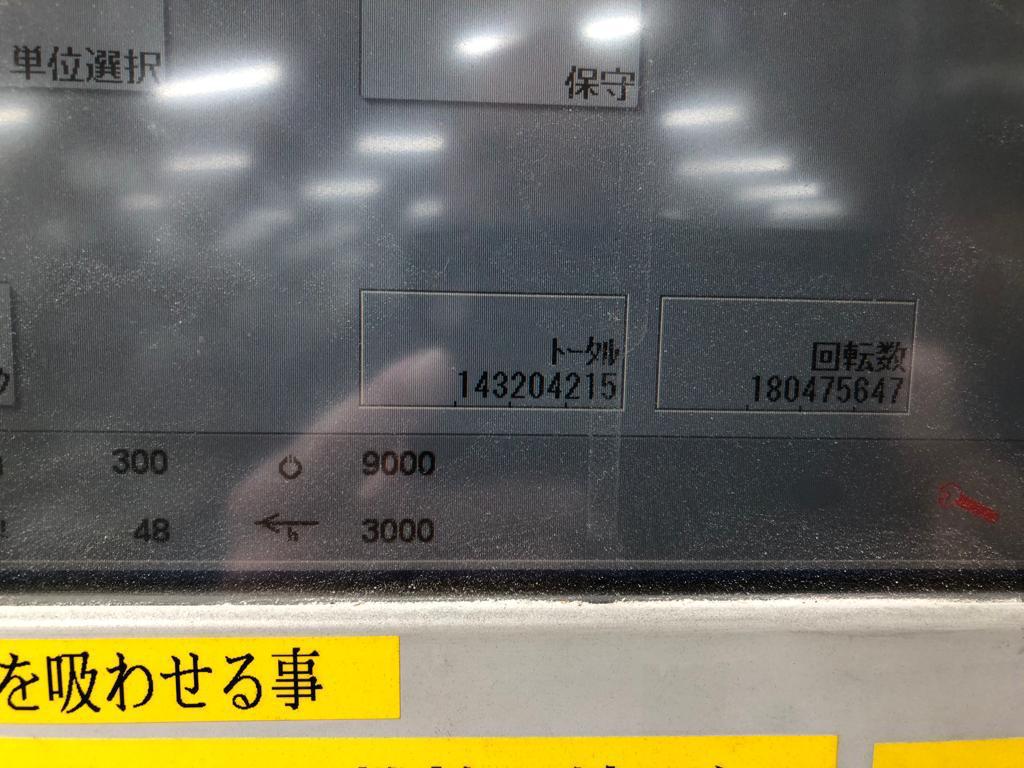 単位選択
保守
トータル
143204215
回転数
180475647
300
9000
48
h
3000
を吸わせる事